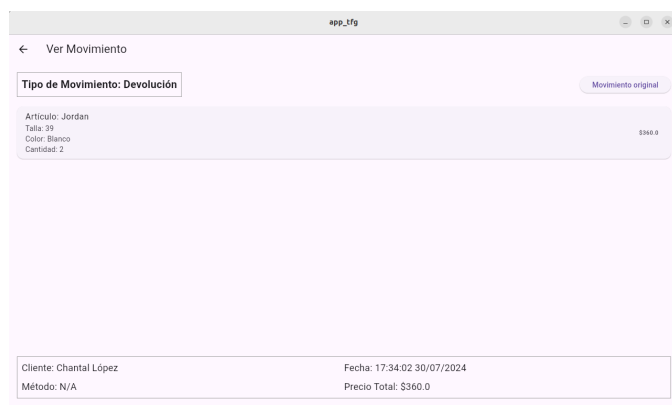 app_tfg
Ver Movimiento
Tipo de Movimiento: Devolución
Movimiento original
Artículo: Jordan
Talla: 39
Color: Blanco
Cantidad: 2
$360.0
Cliente: Chantal López
Fecha: 17:34:02 30/07/2024
Método: N/A
Precio Total: $360.0